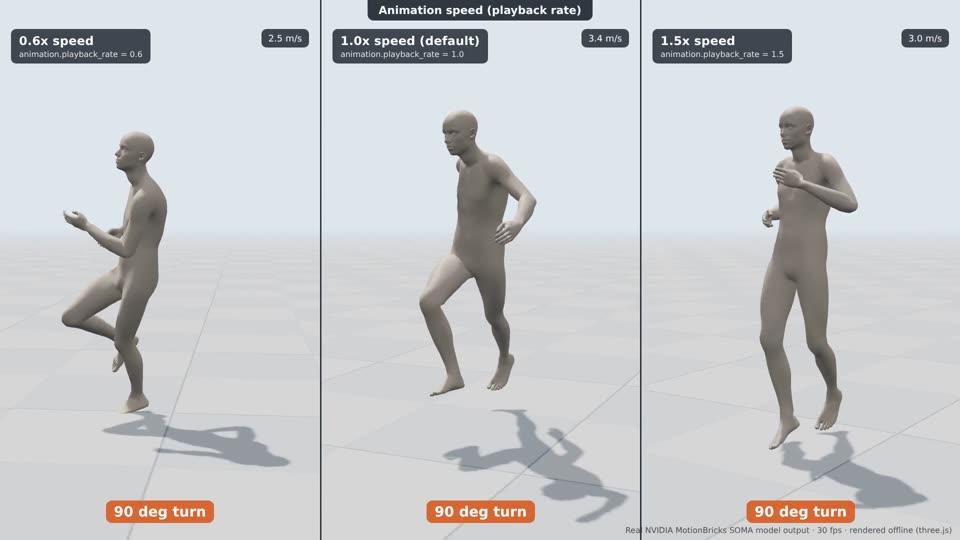 Animation speed (playback rate)
0.6x speed
animation.playback_rate = 0.6
2.5 m/s
1.0x speed (default)
animation.playback_rate = 1.0
3.4 m/s
1.5x speed
animation.playback_rate = 1.5
3.0 m/s
90 deg turn
90 deg turn
90 deg turn
Real NVIDIA MotionBricks SOMA model output · 30 fps · rendered offline (three.js)